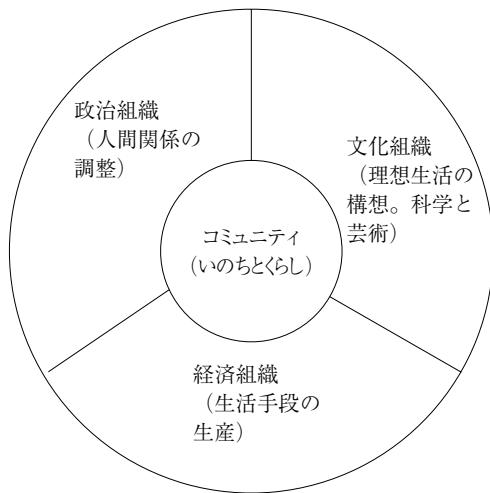 政治組織
（人間関係の
調整）
文化組織
（理想生活の
構想。科学と
芸術）
コミュニティ
（いのちとくらし）
経済組織
（生活手段の
生産）